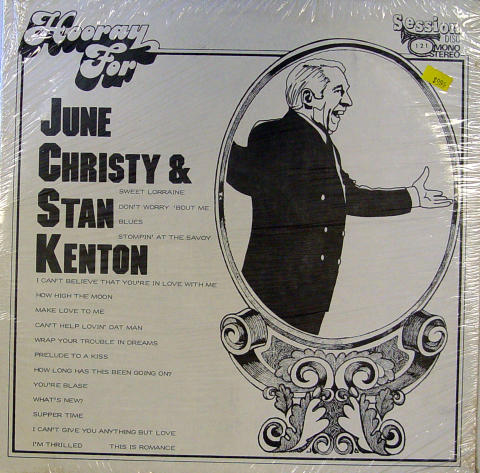 Hooray
For
Session
DISC
121 MONO
STEREO
JUNE
CHRISTY &
STAN
KENTON
SWEET LORRAINE
DON'T WORRY 'BOUT ME
BLUES
STOMPIN' AT THE SAVOY
I CAN'T BELIEVE THAT YOU'RE IN LOVE WITH ME
HOW HIGH THE MOON
MAKE LOVE TO ME
CAN'T HELP LOVIN' DAT MAN
WRAP YOUR TROUBLE IN DREAMS
PRELUDE TO A KISS
HOW LONG HAS THIS BEEN GOING ON?
YOU'RE BLASE
WHAT'S NEW?
SUPPER TIME
I CAN'T GIVE YOU ANYTHING BUT LOVE
I'M THRILLED THIS IS ROMANCE